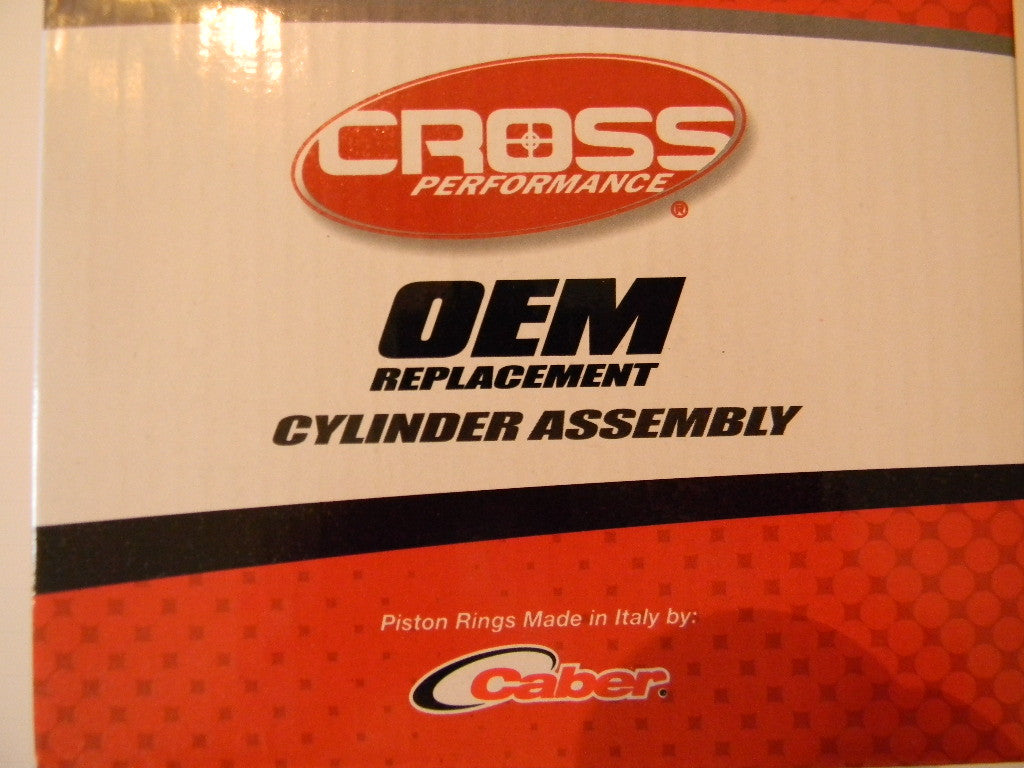 CROSS
PERFORMANCE
®
OEM
REPLACEMENT
CYLINDER ASSEMBLY
Piston Rings Made in Italy by:
Caber